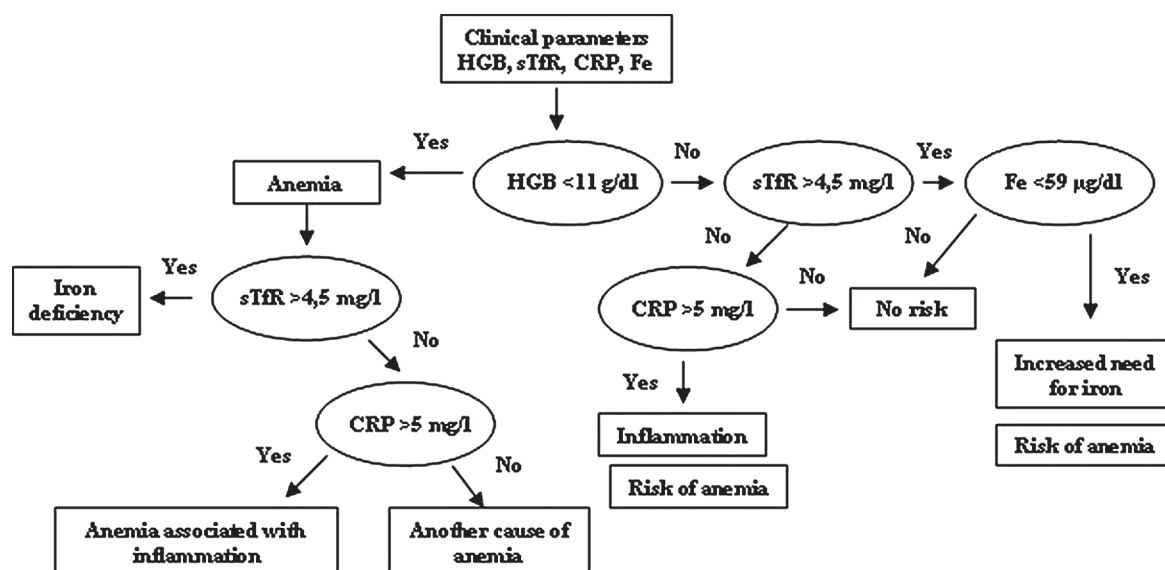 Clinical parameters
HGB, sTfR, CRP, Fe
Yes
No
Yes
Anemia
HGB <11 g/dl
sTfR >4,5 mg/l
Fe <59 µg/dl
No
No
Yes
Yes
No
Iron
deficiency
sTfR >4,5 mg/l
CRP >5 mg/l
No risk
No
Yes
Increased need
for iron
CRP >5 mg/l
Inflammation
Risk of anemia
Yes
No
Risk of anemia
Anemia associated with
inflammation
Another cause of
anemia